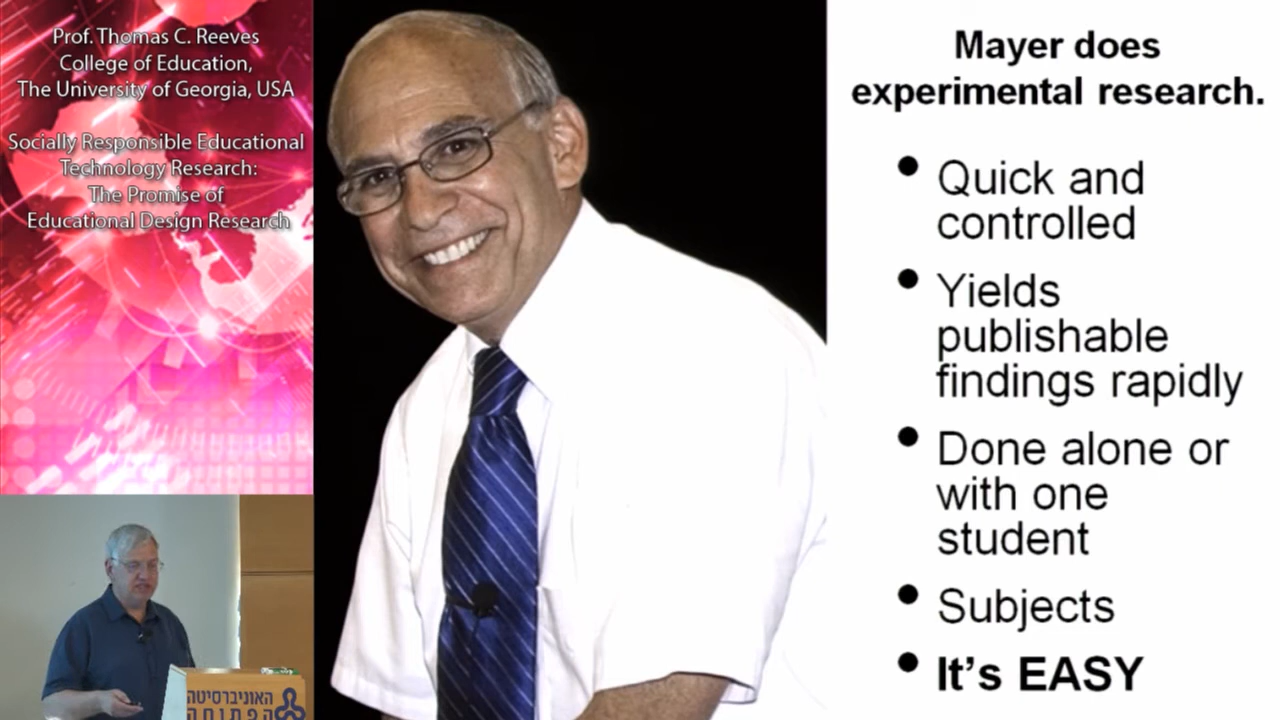 Prof. Thomas C. Reeves
College of Education,
The University of Georgia, USA
Socially Responsible Educational
Technology Research:
The Promise of
Educational Design Research
Mayer does
experimental research.
• Quick and
controlled
• Yields
publishable
findings rapidly
• Done alone or
with one
student
• Subjects
• It's EASY
האוניברסיטה
הפתוחה